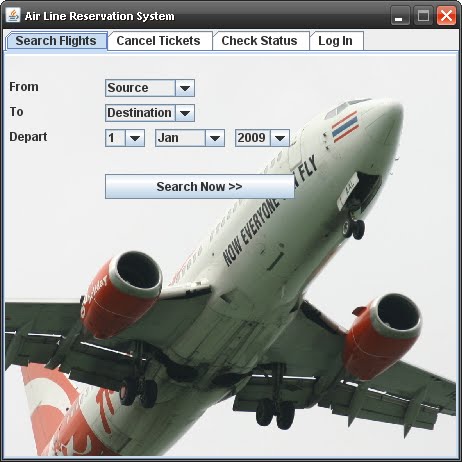 Air Line Reservation System
Search Flights Cancel Tickets Check Status Log In
From Source
To Destination
Depart 1 Jan 2009
Search Now >>
NOW EVERYONE FLY